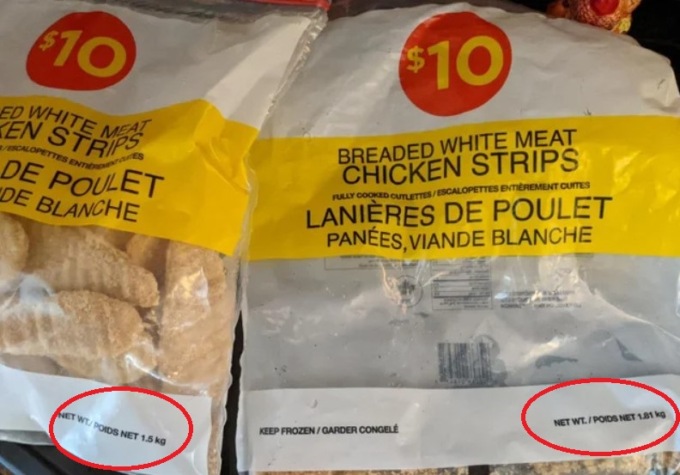 $10
ED WHITE MEAT
KEN STRIPS
DE POULET
DE BLANCHE
NET WT./POIDS NET 1.5 kg
$10
BREADED WHITE MEAT
CHICKEN STRIPS
FULLY COOKED CUTLETTES / ESCALOPETTES ENTIÈREMENT CUITES
LANIÈRES DE POULET
PANÉES, VIANDE BLANCHE
KEEP FROZEN / GARDER CONGELÉ
NET WT. / POIDS NET 1.81 kg